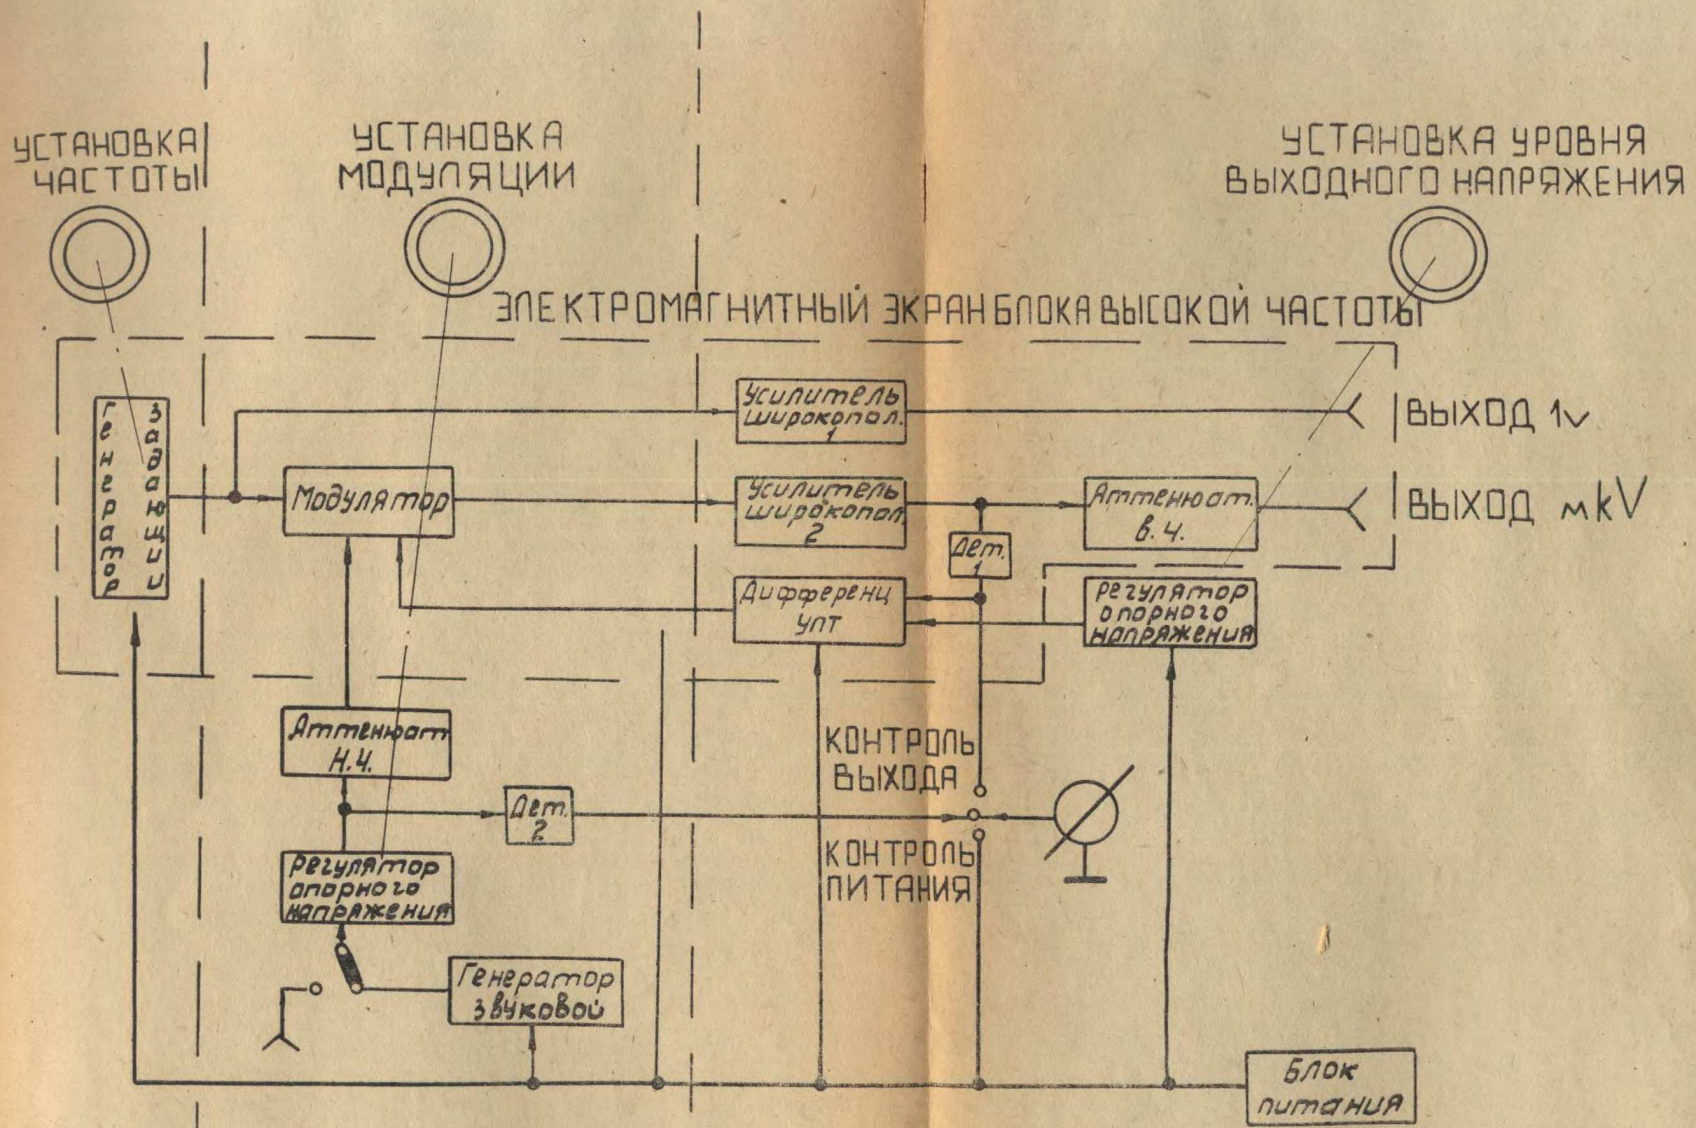 УСТАНОВКА
ЧАСТОТЫ
УСТАНОВКА
МОДУЛЯЦИИ
УСТАНОВКА УРОВНЯ
ВЫХОДНОГО НАПРЯЖЕНИЯ
ЭЛЕКТРОМАГНИТНЫЙ ЭКРАН БЛОКА ВЫСОКОЙ ЧАСТОТЫ
Генератор
Задающии
Усилитель
широкопол.
1
ВЫХОД 1v
Модулятор
Усилитель
широкопол
2
Аттенюат.
в.ч.
ВЫХОД mkV
Дет.
1
Дифференц
УПТ
Регулятор
опорного
напряжения
Аттенюат
Н.Ч.
КОНТРОЛЬ
ВЫХОДА
Дет.
2
КОНТРОЛЬ
ПИТАНИЯ
Регулятор
опорного
напряжения
Генератор
звуковой
Блок
питания